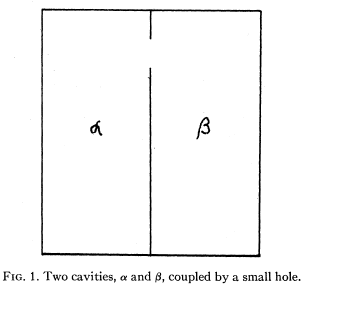 α β
FIG. 1. Two cavities, α and β, coupled by a small hole.